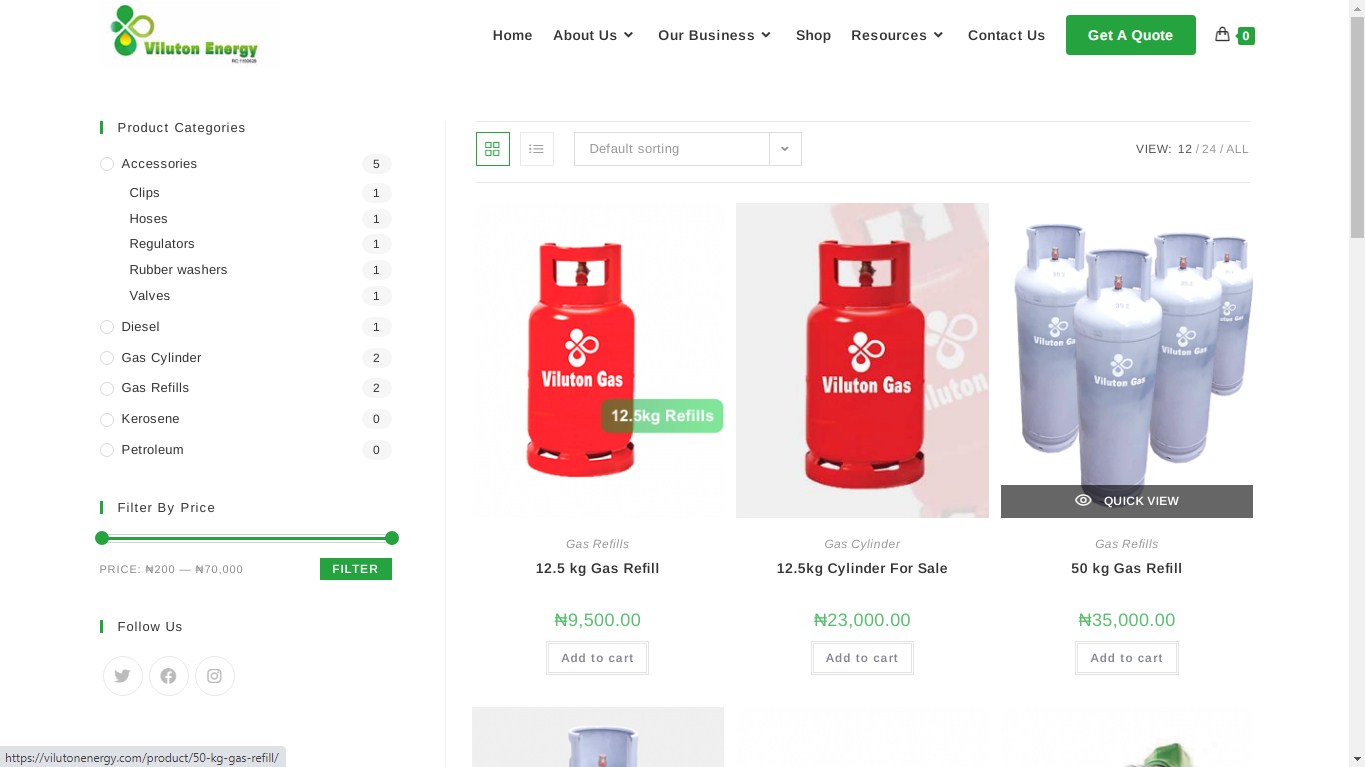 Viluton Energy
Home
About Us
Our Business
Shop
Resources
Contact Us
Get A Quote
0
Product Categories
Accessories 5
Clips 1
Hoses 1
Regulators 1
Rubber washers 1
Valves 1
Diesel 1
Gas Cylinder 2
Gas Refills 2
Kerosene 0
Petroleum 0
Filter By Price
PRICE: ₦200 — ₦70,000
FILTER
Follow Us
Default sorting
VIEW: 12 / 24 / ALL
Viluton Gas
12.5kg Refills
Gas Refills
12.5 kg Gas Refill
₦9,500.00
Add to cart
Viluton Gas
Viluton
Gas Cylinder
12.5kg Cylinder For Sale
₦23,000.00
Add to cart
Viluton Gas
Viluton Gas
QUICK VIEW
Gas Refills
50 kg Gas Refill
₦35,000.00
Add to cart
https://vilutonenergy.com/product/50-kg-gas-refill/